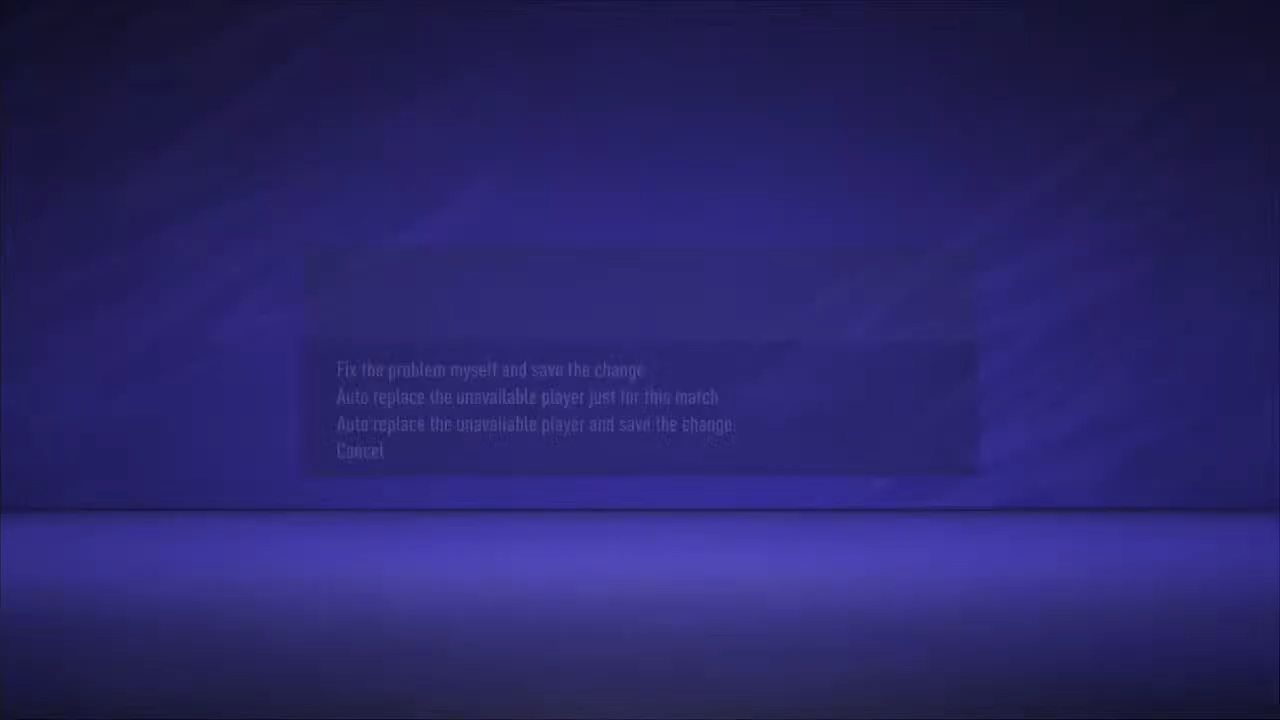 Fix the problem myself and save the change
Auto replace the unavailable player just for this match
Auto replace the unavailable player and save the change
Cancel